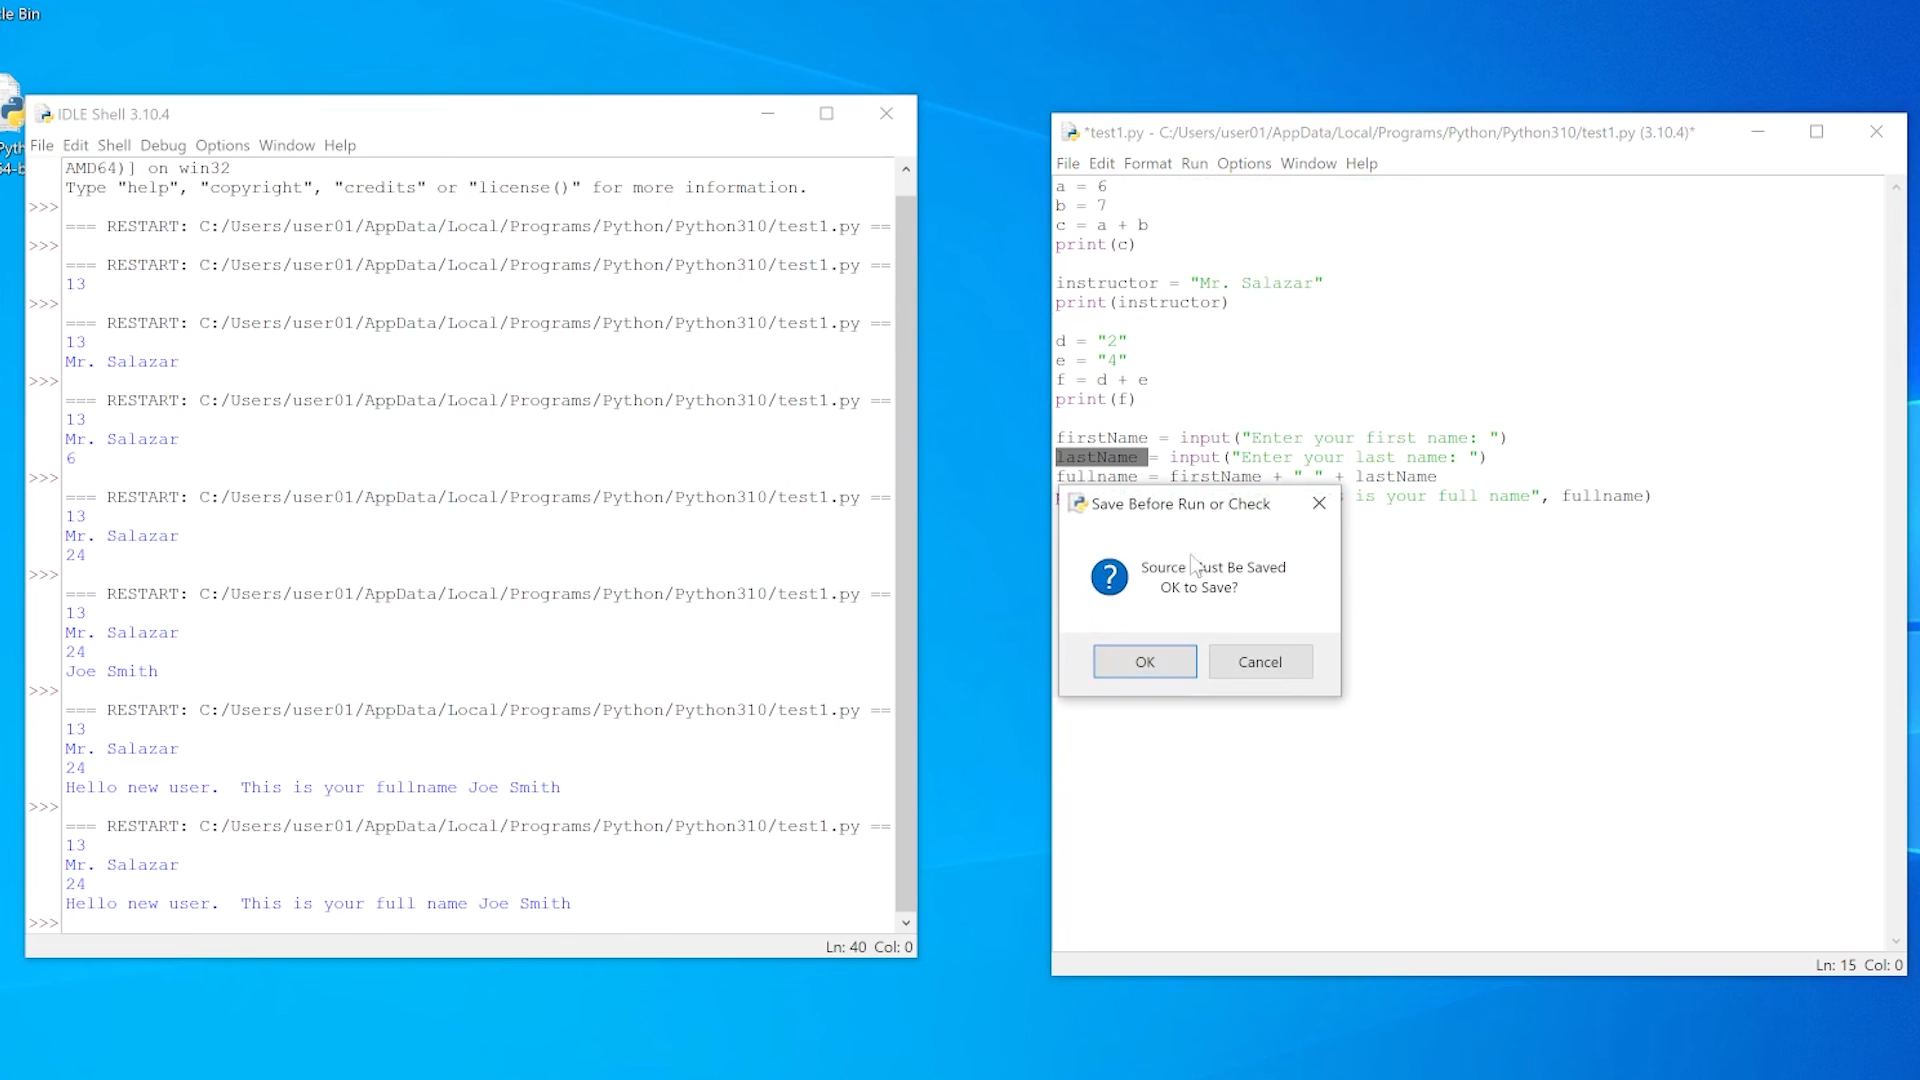 cle Bin
Pyth
64-b
IDLE Shell 3.10.4
File Edit Shell Debug Options Window Help
AMD64)] on win32
Type "help", "copyright", "credits" or "license()" for more information.
>>>
=== RESTART: C:/Users/user01/AppData/Local/Programs/Python/Python310/test1.py ==
>>>
=== RESTART: C:/Users/user01/AppData/Local/Programs/Python/Python310/test1.py ==
13
>>>
=== RESTART: C:/Users/user01/AppData/Local/Programs/Python/Python310/test1.py ==
13
Mr. Salazar
>>>
=== RESTART: C:/Users/user01/AppData/Local/Programs/Python/Python310/test1.py ==
13
Mr. Salazar
6
>>>
=== RESTART: C:/Users/user01/AppData/Local/Programs/Python/Python310/test1.py ==
13
Mr. Salazar
24
>>>
=== RESTART: C:/Users/user01/AppData/Local/Programs/Python/Python310/test1.py ==
13
Mr. Salazar
24
Joe Smith
>>>
=== RESTART: C:/Users/user01/AppData/Local/Programs/Python/Python310/test1.py ==
13
Mr. Salazar
24
Hello new user.  This is your fullname Joe Smith
>>>
=== RESTART: C:/Users/user01/AppData/Local/Programs/Python/Python310/test1.py ==
13
Mr. Salazar
24
Hello new user.  This is your full name Joe Smith
>>>
Ln: 40 Col: 0
*test1.py - C:/Users/user01/AppData/Local/Programs/Python/Python310/test1.py (3.10.4)*
File Edit Format Run Options Window Help
a = 6
b = 7
c = a + b
print(c)
instructor = "Mr. Salazar"
print(instructor)
d = "2"
e = "4"
f = d + e
print(f)
firstName = input("Enter your first name: ")
lastName = input("Enter your last name: ")
fullname = firstName + " " + lastName
is your full name", fullname)
Save Before Run or Check
Source Must Be Saved
OK to Save?
OK
Cancel
Ln: 15 Col: 0